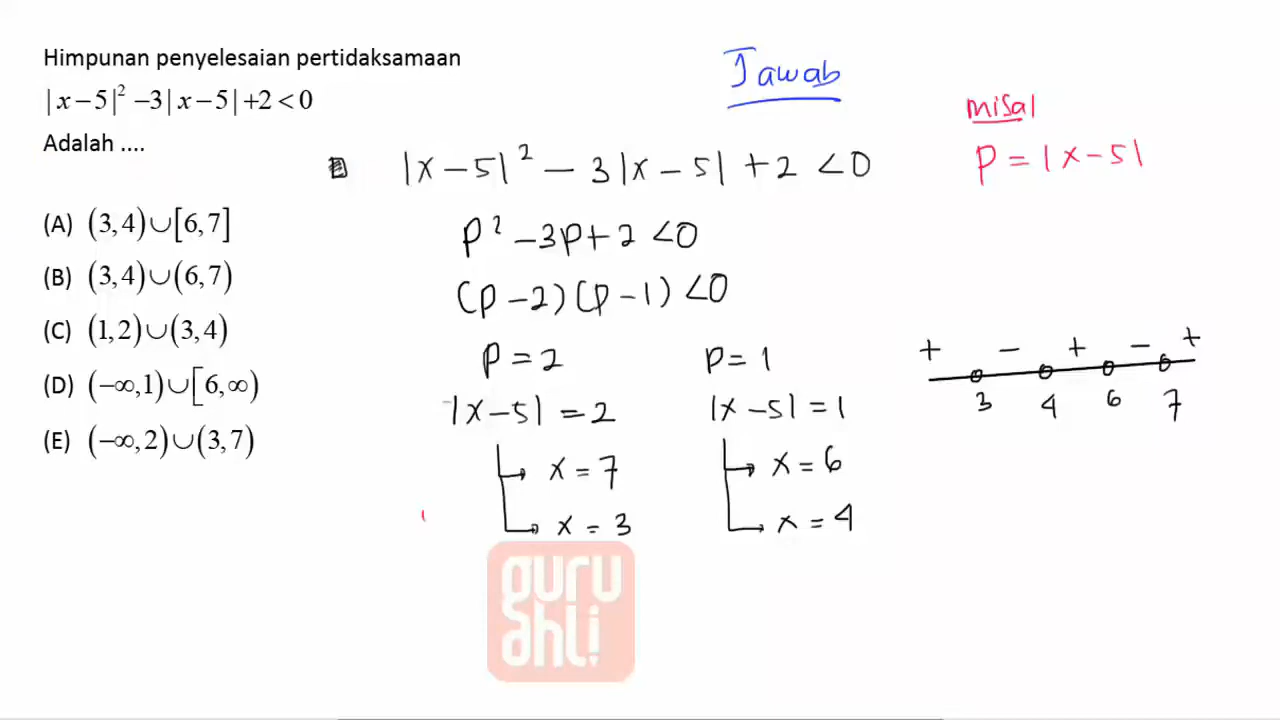 Himpunan penyelesaian pertidaksamaan
|x−5|² −3|x−5|+2<0
Adalah ....
(A) (3,4)∪[6,7]
(B) (3,4)∪(6,7)
(C) (1,2)∪(3,4)
(D) (−∞,1)∪[6,∞)
(E) (−∞,2)∪(3,7)
Jawab
misal
P = |x−5|
|x−5|² − 3|x−5| + 2 <0
p² −3p+2 <0
(p−2)(p−1) <0
p=2 p=1
|x−5| = 2 |x−5| = 1
x=7 x=6
x=3 x=4
+ − + − +
3 4 6 7
guru
ahli